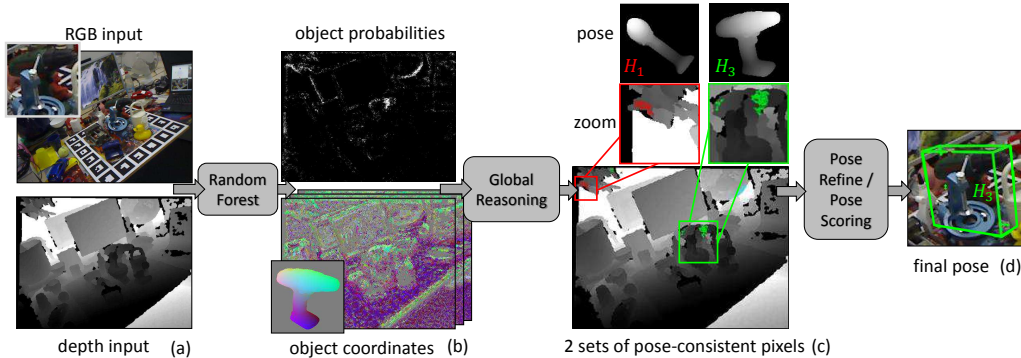 RGB input
object probabilities
pose
H₁
H₃
zoom
Random
Forest
Global
Reasoning
Pose
Refine /
Pose
Scoring
H₃
final pose (d)
depth input (a)
object coordinates (b)
2 sets of pose-consistent pixels (c)